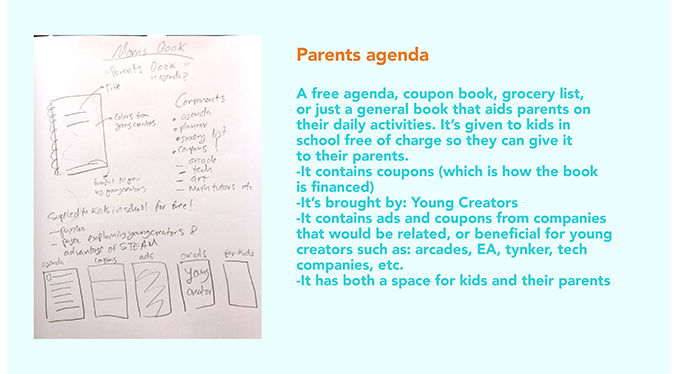 Moms Book
"Parents Book"
or agenda?
Title
Colors from
young creators
Components
agenda
planner
grocery list
coupons
arcade
tech
art
math tutors etc
brought to you
by young creators
Supplied to kids in school for free!
puzzles
pages explaining young creators &
advantage of STEAM
agenda
coupons
ads
our ads
for kids
Young
Creator
Parents agenda
A free agenda, coupon book, grocery list,
or just a general book that aids parents on
their daily activities. It's given to kids in
school free of charge so they can give it
to their parents.
-It contains coupons (which is how the book
is financed)
-It's brought by: Young Creators
-It contains ads and coupons from companies
that would be related, or beneficial for young
creators such as: arcades, EA, tynker, tech
companies, etc.
-It has both a space for kids and their parents